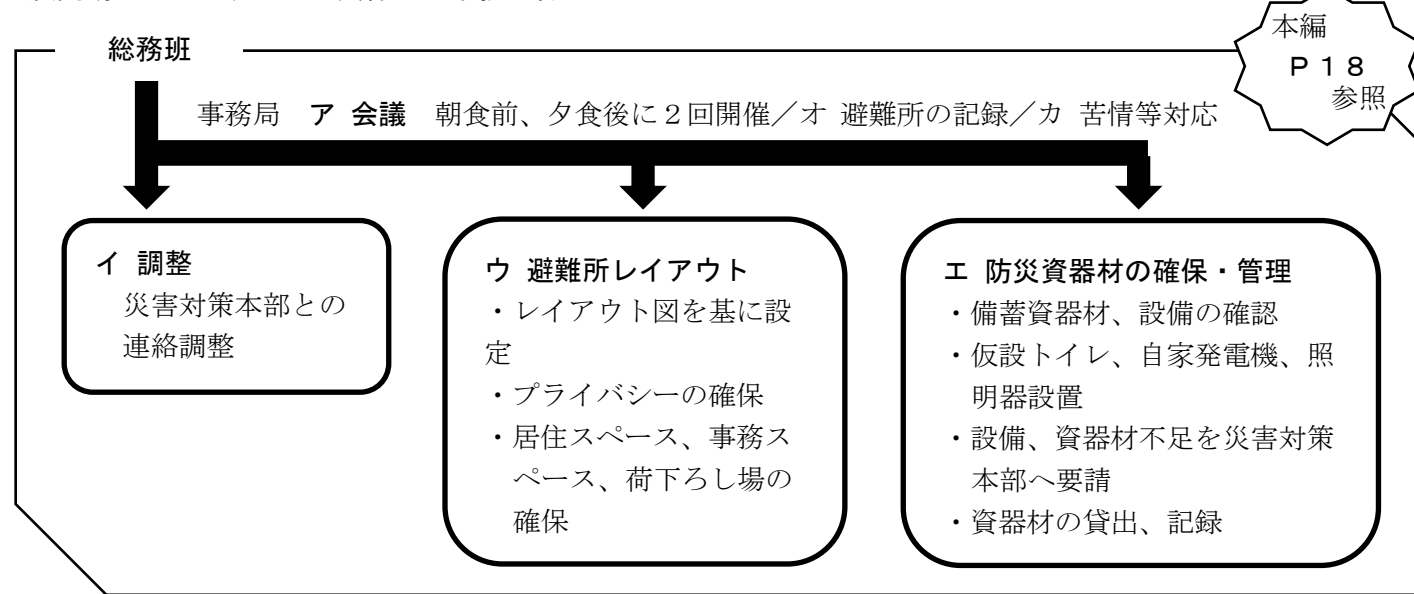 総務班
本編
P18
参照
事務局 ア 会議 朝食前、夕食後に2回開催/オ 避難所の記録/カ 苦情等対応
イ 調整
災害対策本部との
連絡調整
ウ 避難所レイアウト
・レイアウト図を基に設
定
・プライバシーの確保
・居住スペース、事務ス
ペース、荷下ろし場の
確保
エ 防災資器材の確保・管理
・備蓄資器材、設備の確認
・仮設トイレ、自家発電機、照
明器設置
・設備、資器材不足を災害対策
本部へ要請
・資器材の貸出、記録